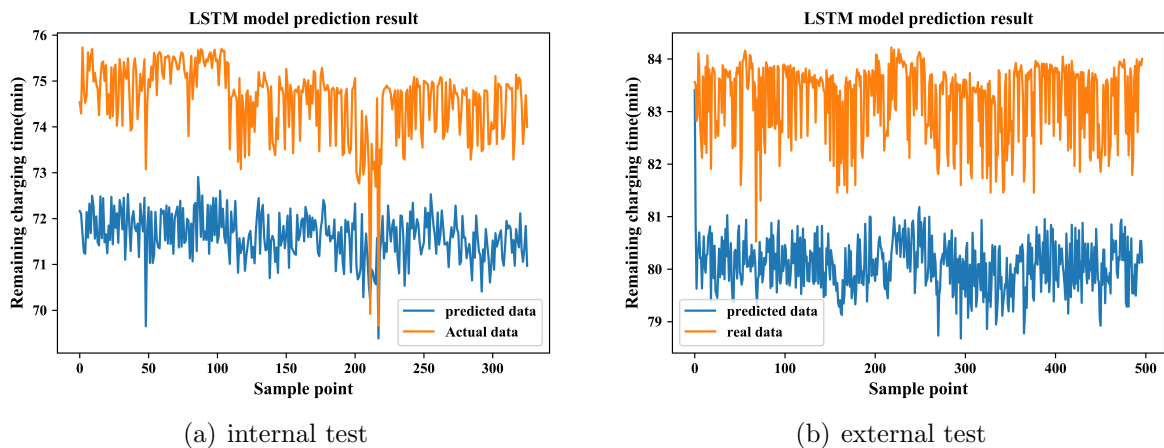 LSTM model prediction result
76
75
74
73
72
71
70
Remaining charging time(min)
predicted data
Actual data
0 50 100 150 200 250 300
Sample point
(a) internal test
LSTM model prediction result
84
83
82
81
80
79
Remaining charging time(min)
predicted data
real data
0 100 200 300 400 500
Sample point
(b) external test